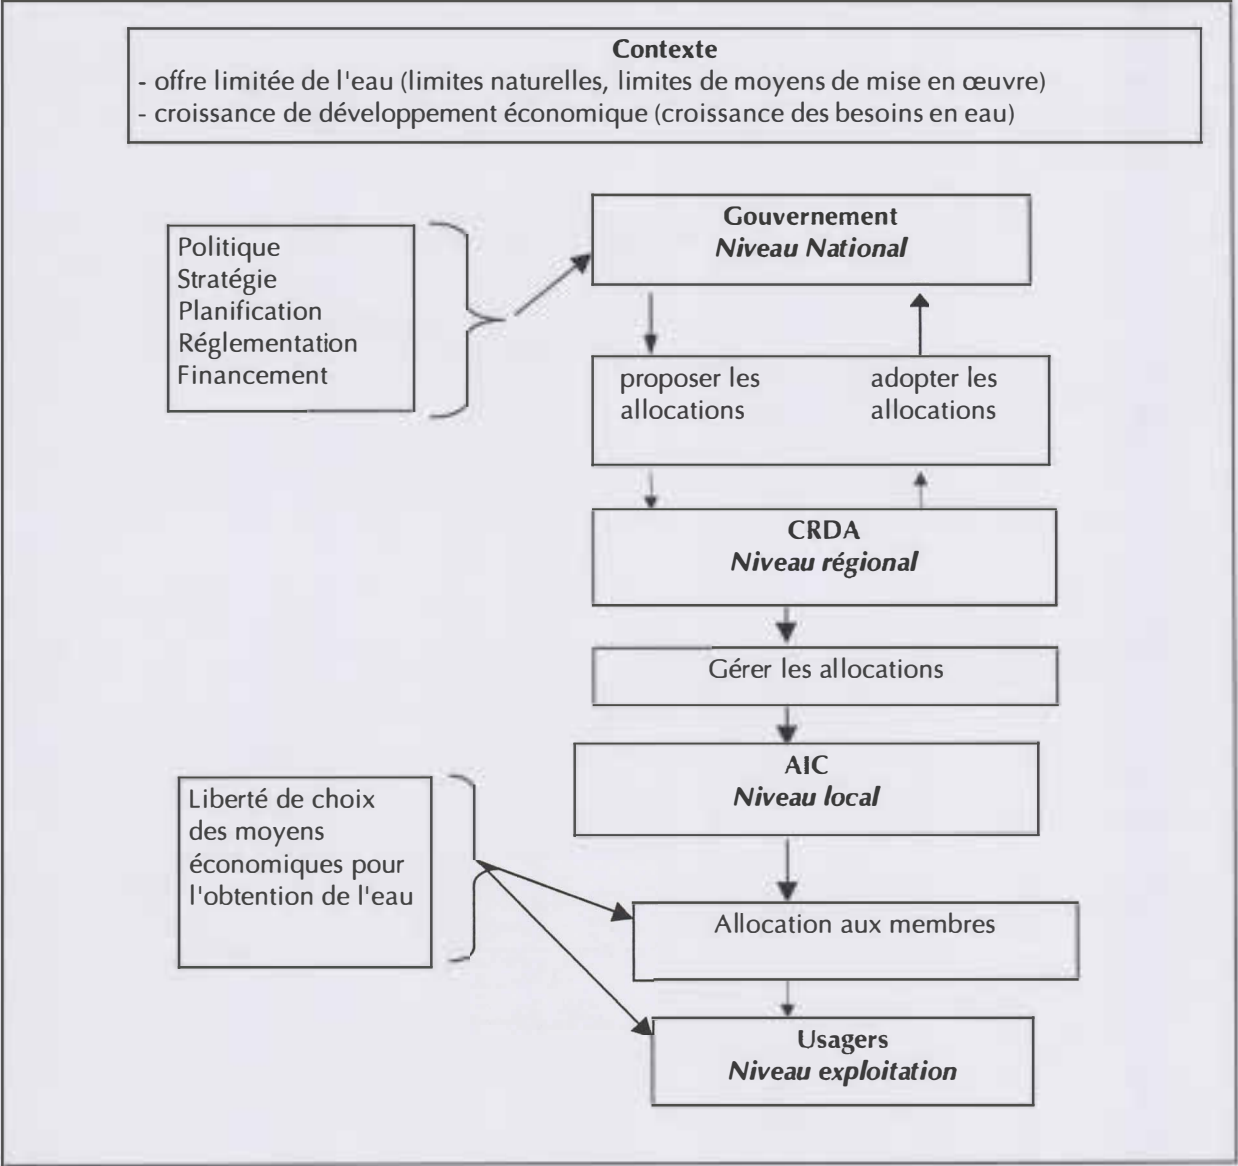 Contexte
- offre limitée de l'eau (limites naturelles, limites de moyens de mise en œuvre)
- croissance de développement économique (croissance des besoins en eau)
Gouvernement
Niveau National
Politique
Stratégie
Planification
Réglementation
Financement
proposer les
allocations
adopter les
allocations
CRDA
Niveau régional
Gérer les allocations
AIC
Niveau local
Liberté de choix
des moyens
économiques pour
l'obtention de l'eau
Allocation aux membres
Usagers
Niveau exploitation